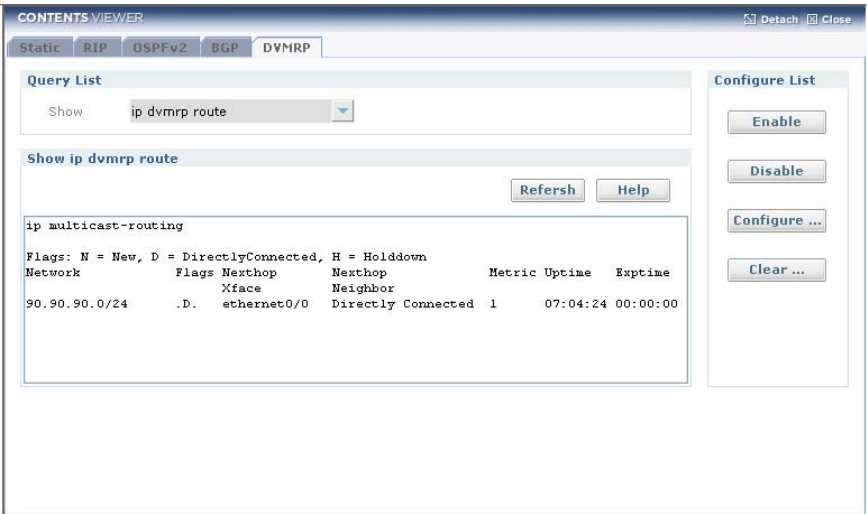 CONTENTS VIEWER
Detach Close
Static RIP OSPFv2 BGP DVMRP
Query List
Show ip dvmrp route
Show ip dvmrp route
Refersh Help
ip multicast-routing
Flags: N = New, D = DirectlyConnected, H = Holddown
Network Flags Nexthop Nexthop Metric Uptime Exptime
Xface Neighbor
90.90.90.0/24 .D. ethernet0/0 Directly Connected 1 07:04:24 00:00:00
Configure List
Enable
Disable
Configure ...
Clear ...